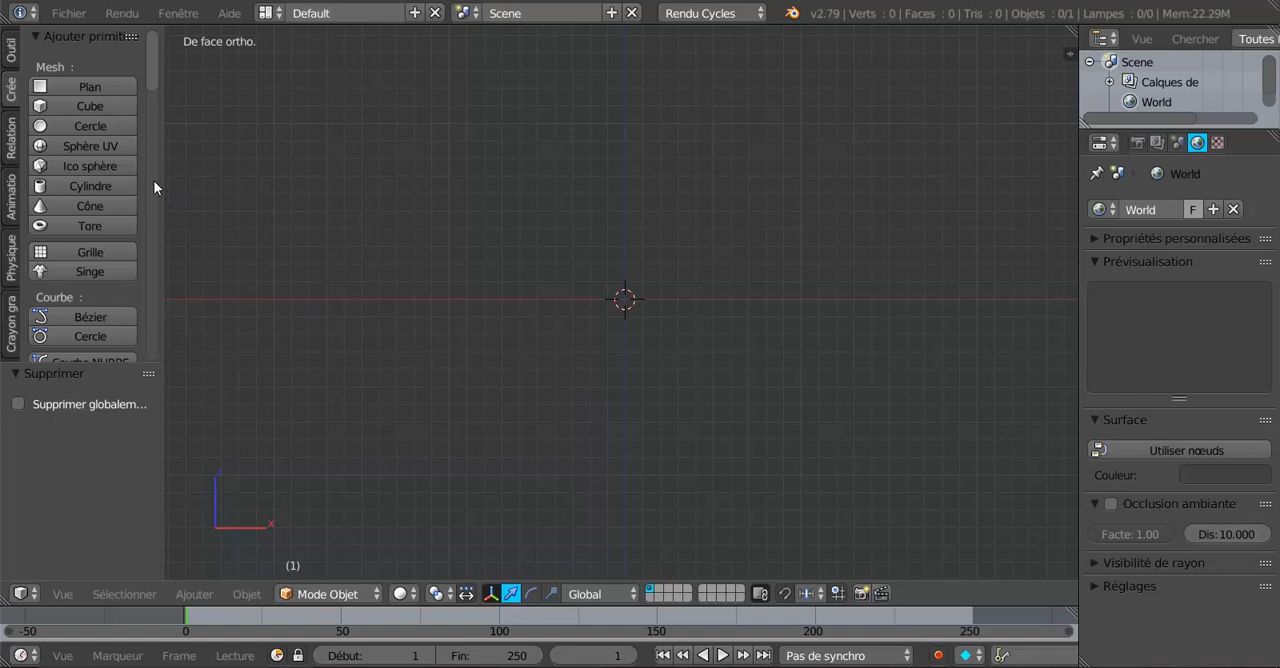 Fichier Rendu Fenêtre Aide Default Scene Rendu Cycles v2.79 | Verts : 0 | Faces : 0 | Tris : 0 | Objets : 0/1 | Lampes : 0/0 | Mem:22.29M
Ajouter primiti
De face ortho.
Vue Chercher Toutes
Outil
Crée
Relation
Animatio
Physique
Crayon gra
Mesh :
Plan
Cube
Cercle
Sphère UV
Ico sphère
Cylindre
Cône
Tore
Grille
Singe
Courbe :
Bézier
Cercle
Courbe NURBS
Supprimer
Supprimer globalem...
x
(1)
Scene
Calques de
World
World
World F
Propriétés personnalisées
Prévisualisation
Surface
Utiliser nœuds
Couleur:
Occlusion ambiante
Facte: 1.00 Dis: 10.000
Visibilité de rayon
Réglages
Vue Sélectionner Ajouter Objet Mode Objet Global
-50 0 50 100 150 200 250
Vue Marqueur Frame Lecture Début: 1 Fin: 250 1 Pas de synchro